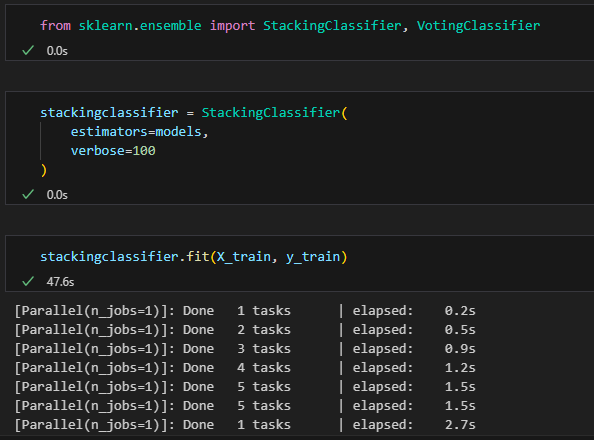 from sklearn.ensemble import StackingClassifier, VotingClassifier
0.0s
stackingclassifier = StackingClassifier(
    estimators=models,
    verbose=100
)
0.0s
stackingclassifier.fit(X_train, y_train)
47.6s
[Parallel(n_jobs=1)]: Done   1 tasks      | elapsed:    0.2s
[Parallel(n_jobs=1)]: Done   2 tasks      | elapsed:    0.5s
[Parallel(n_jobs=1)]: Done   3 tasks      | elapsed:    0.9s
[Parallel(n_jobs=1)]: Done   4 tasks      | elapsed:    1.2s
[Parallel(n_jobs=1)]: Done   5 tasks      | elapsed:    1.5s
[Parallel(n_jobs=1)]: Done   5 tasks      | elapsed:    1.5s
[Parallel(n_jobs=1)]: Done   1 tasks      | elapsed:    2.7s